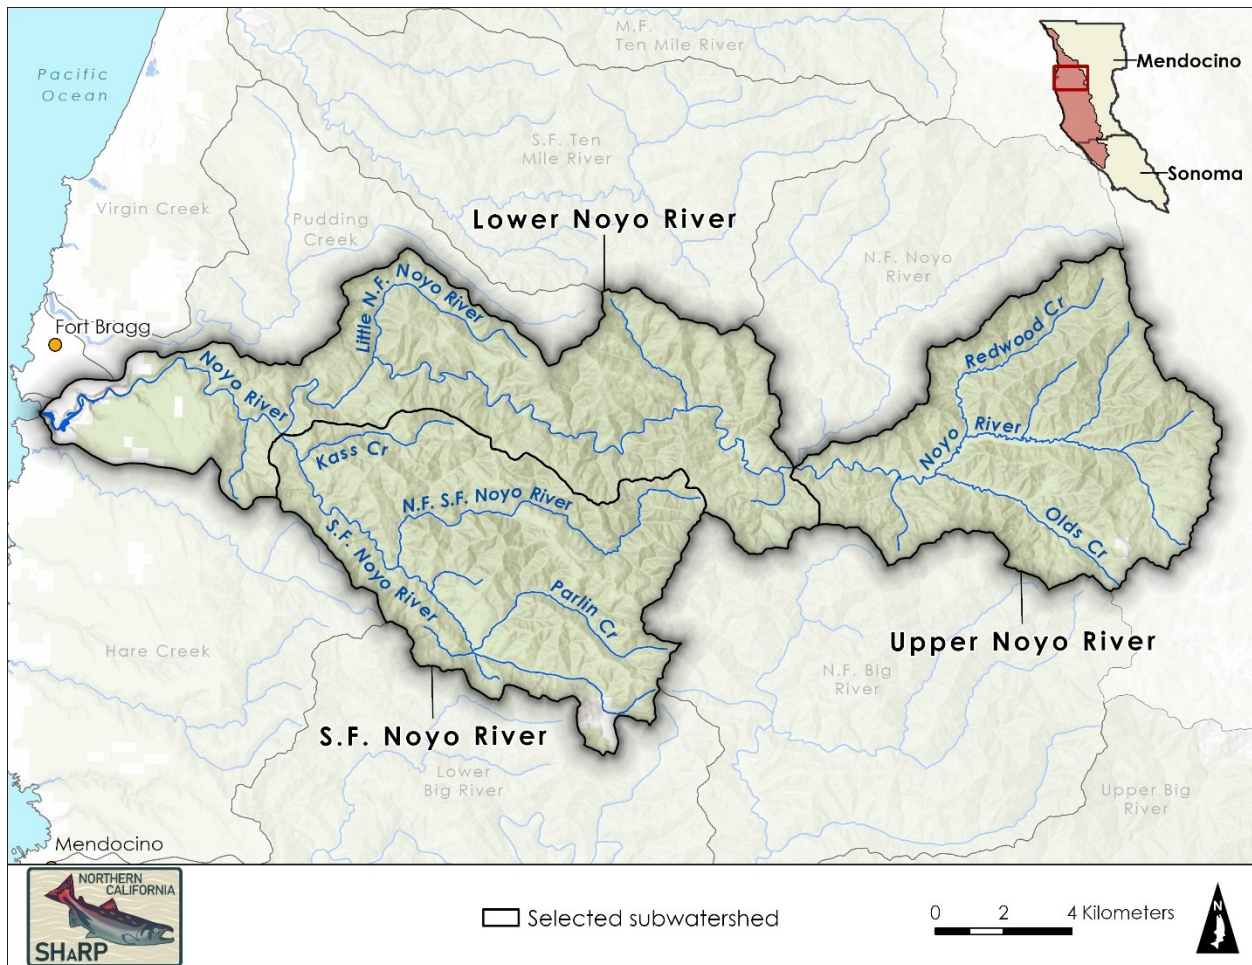 M.F.
Ten Mile River
Pacific
Ocean
Mendocino
S.F. Ten
Mile River
Sonoma
Virgin Creek
Pudding
Creek
Lower Noyo River
N.F. Noyo
River
Little N.F. Noyo River
Redwood Cr
Fort Bragg
Noyo River
Noyo River
Kass Cr
N.F. S.F. Noyo River
S.F. Noyo River
Olds Cr
Parlin Cr
Hare Creek
Upper Noyo River
N.F. Big
River
S.F. Noyo River
Lower
Big River
Upper Big
River
Mendocino
NORTHERN
CALIFORNIA
SHaRP
Selected subwatershed
0 2 4 Kilometers
N